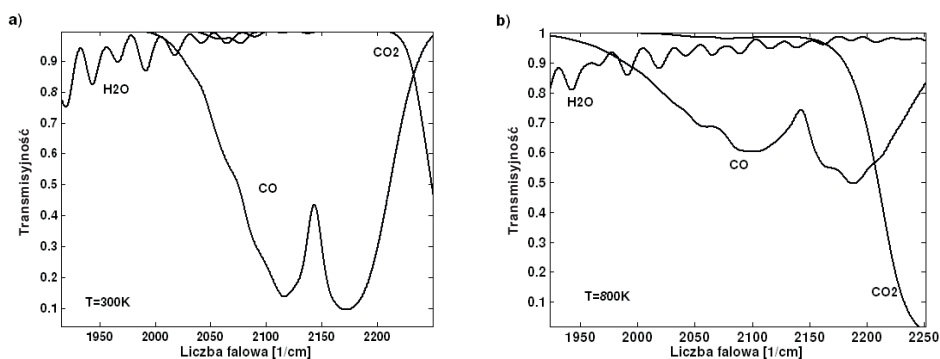 a)
0.9
0.8
0.7
0.6
0.5
0.4
0.3
0.2
0.1
Transmisyjność
H2O
CO
CO2
T=300K
1950
2000
2050
2100
2150
2200
Liczba falowa [1/cm]
b)
1
0.9
0.8
0.7
0.6
0.5
0.4
0.3
0.2
0.1
Transmisyjność
H2O
CO
CO2
T=800K
1950
2000
2050
2100
2150
2200
2250
Liczba falowa [1/cm]